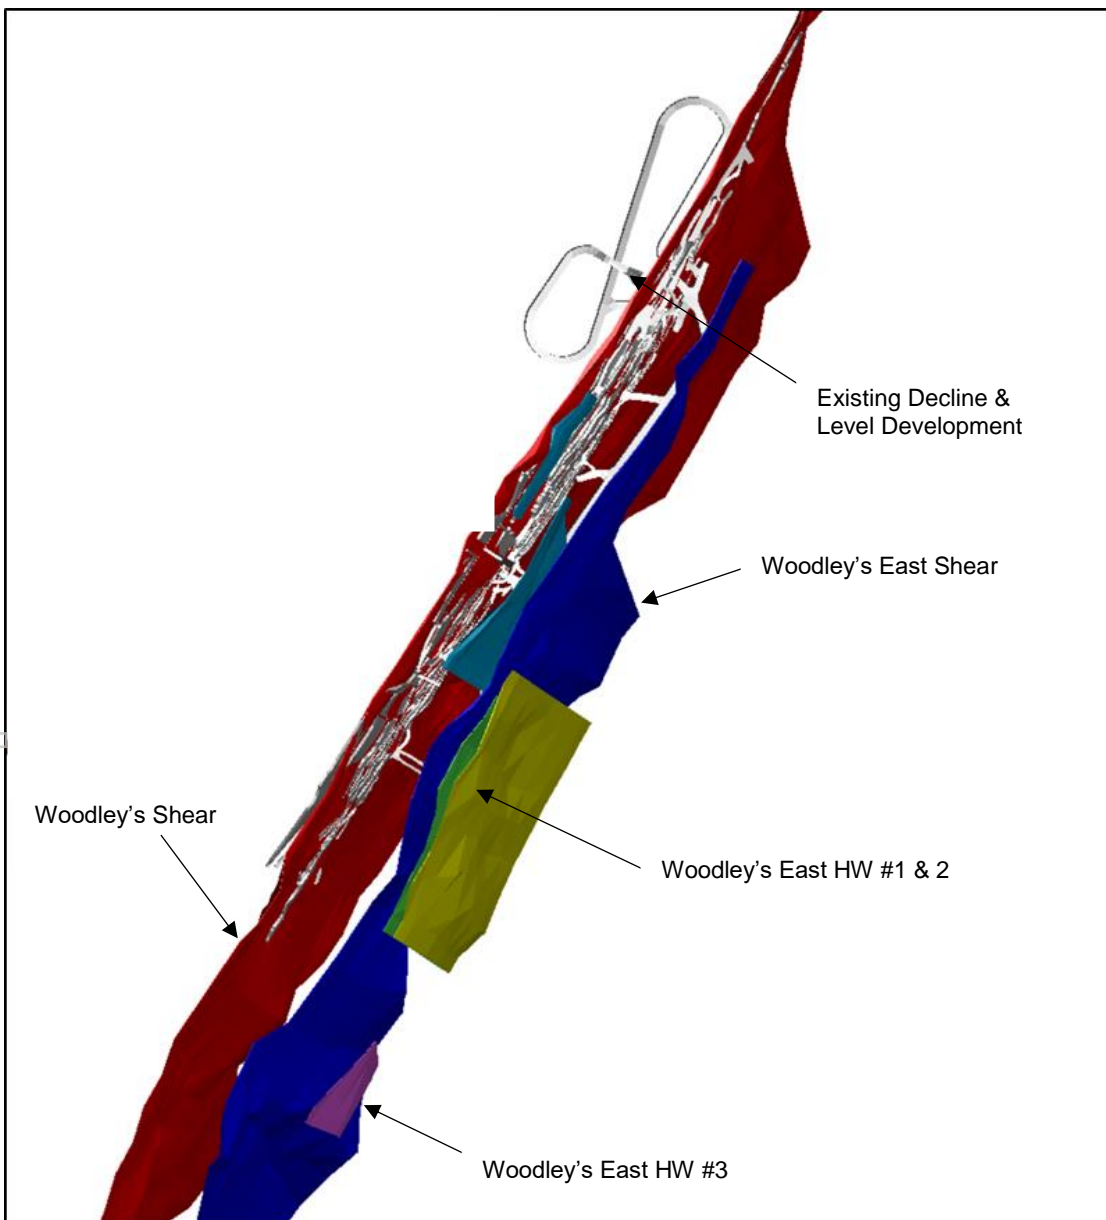 Existing Decline &
Level Development
Woodley’s East Shear
Woodley’s Shear
Woodley’s East HW #1 & 2
Woodley’s East HW #3